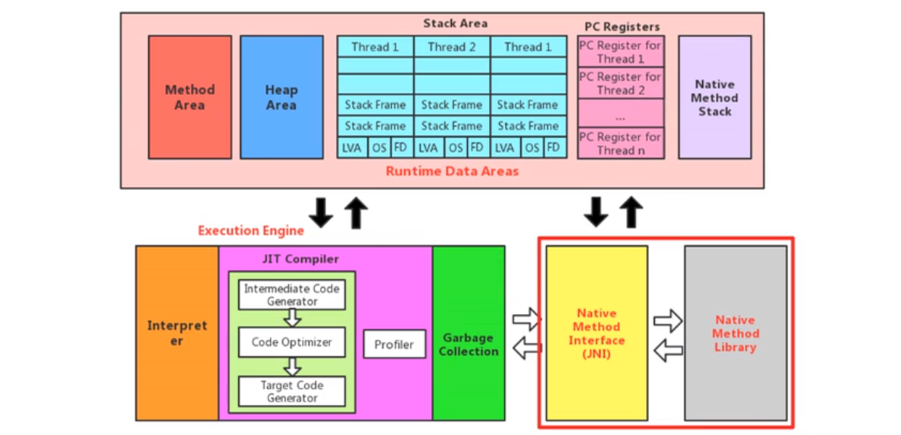 Stack Area
PC Registers
Method
Area
Heap
Area
Thread 1
Thread 2
Thread 1
Stack Frame
Stack Frame
Stack Frame
Stack Frame
Stack Frame
Stack Frame
LVA
OS
FD
LVA
OS
FD
LVA
OS
FD
PC Register for
Thread 1
PC Register for
Thread 2
...
PC Register for
Thread n
Native
Method
Stack
Runtime Data Areas
Execution Engine
Interpret
er
JIT Compiler
Intermediate Code
Generator
Code Optimizer
Target Code
Generator
Profiler
Garbage
Collection
Native
Method
Interface
(JNI)
Native
Method
Library